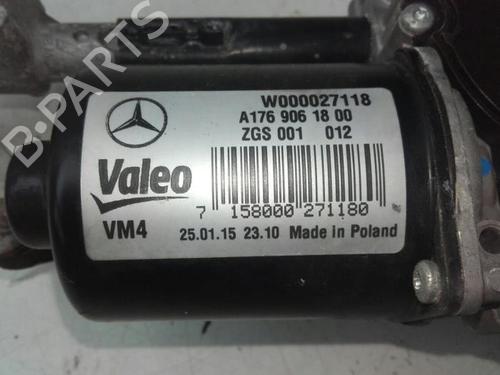 W000027118
A176 906 18 00
ZGS 001 012
Valeo
7 158000 271180
VM4
25.01.15 23.10 Made in Poland